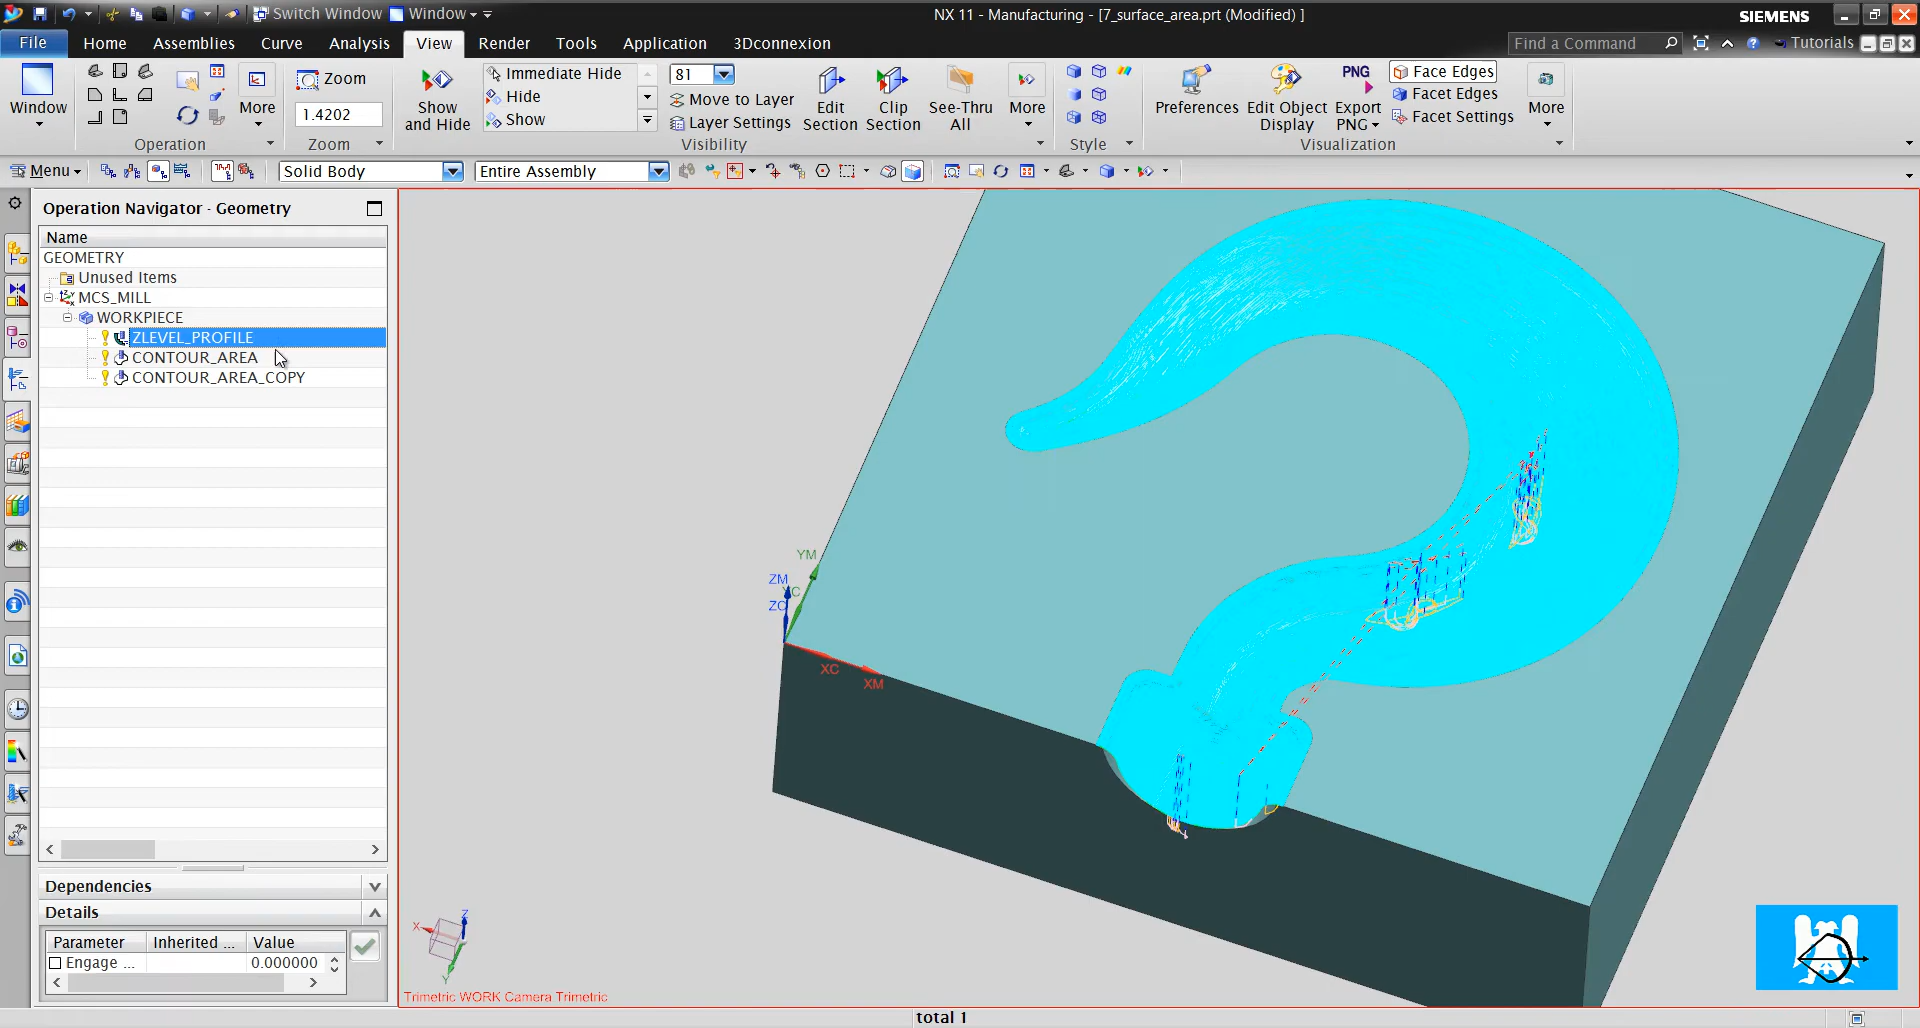 Switch Window Window
NX 11 - Manufacturing - [7_surface_area.prt (Modified) ]
SIEMENS
File Home Assemblies Curve Analysis View Render Tools Application 3Dconnexion
Find a Command
Tutorials
Window
More
Operation
Zoom
1.4202
Zoom
Show and Hide
Immediate Hide
Hide
Show
81
Move to Layer
Layer Settings
Edit Section
Clip Section
See-Thru All
More
Visibility
Style
Preferences
Edit Object Display
PNG
Export PNG
Face Edges
Facet Edges
Facet Settings
More
Visualization
Menu
Solid Body
Entire Assembly
Operation Navigator - Geometry
Name
GEOMETRY
Unused Items
MCS_MILL
WORKPIECE
ZLEVEL_PROFILE
CONTOUR_AREA
CONTOUR_AREA_COPY
Dependencies
Details
Parameter Inherited ... Value
Engage ... 0.000000
YM
ZM
YC
ZC
XC
XM
Z
X
Y
Trimetric WORK Camera Trimetric
total 1